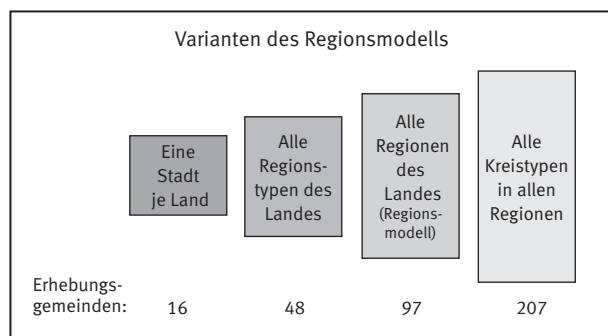 Varianten des Regionsmodells
Eine
Stadt
je Land
Alle
Regions-
typen des
Landes
Alle
Regionen
des
Landes
(Regions-
modell)
Alle
Kreistypen
in allen
Regionen
Erhebungs-
gemeinden: 16 48 97 207